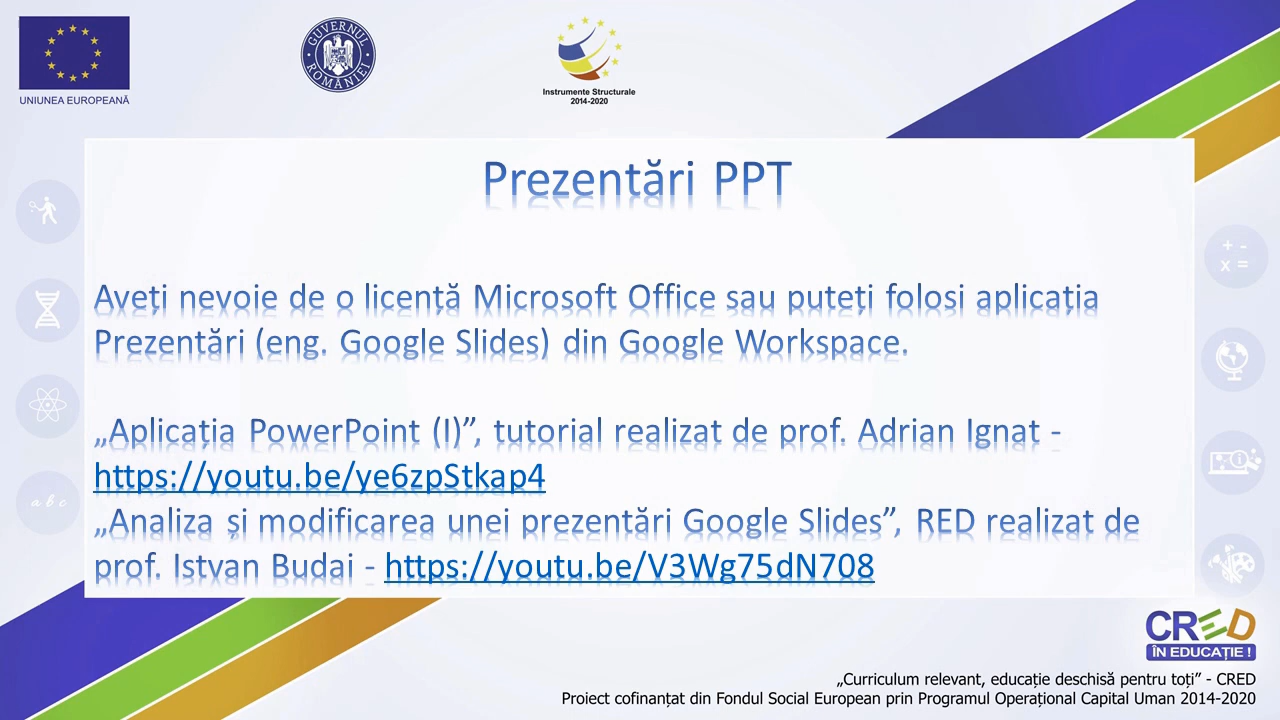 UNIUNEA EUROPEANĂ
GUVERNUL ROMÂNIEI
Instrumente Structurale
2014-2020
Prezentări PPT
Aveți nevoie de o licență Microsoft Office sau puteți folosi aplicația
Prezentări (eng. Google Slides) din Google Workspace.
„Aplicația PowerPoint (I)”, tutorial realizat de prof. Adrian Ignat -
https://youtu.be/ye6zpStkap4
„Analiza și modificarea unei prezentări Google Slides”, RED realizat de
prof. Istvan Budai - https://youtu.be/V3Wg75dN708
+ -
x =
a b c
CRED
ÎN EDUCAȚIE !
„Curriculum relevant, educație deschisă pentru toți” - CRED
Proiect cofinanțat din Fondul Social European prin Programul Operațional Capital Uman 2014-2020